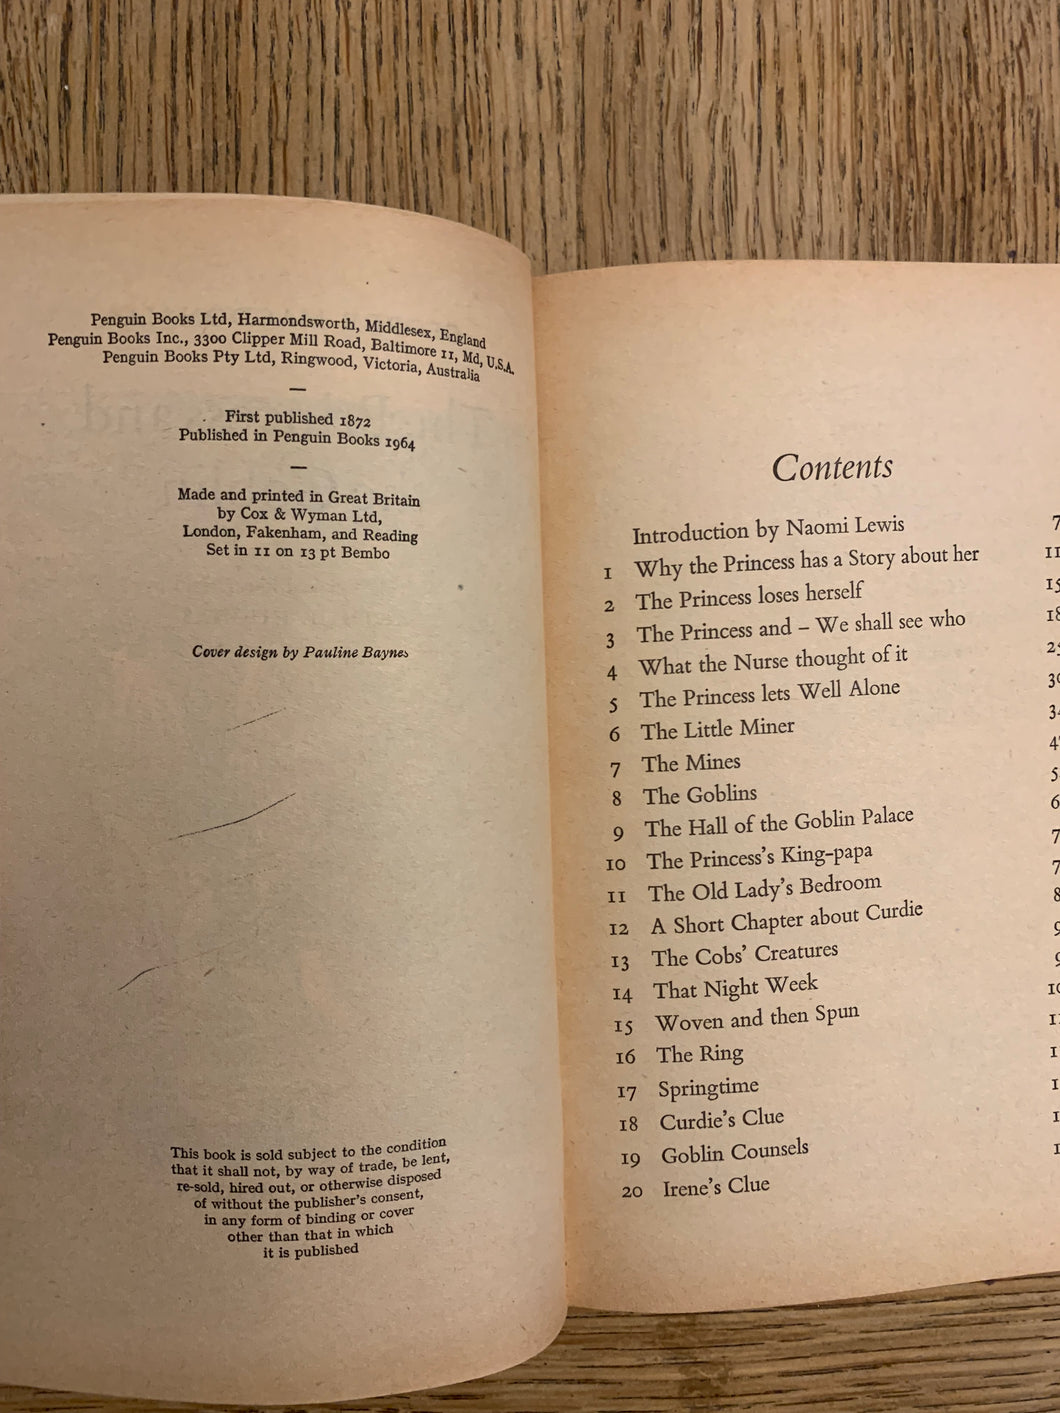 Penguin Books Ltd, Harmondsworth, Middlesex, England
Penguin Books Inc., 3300 Clipper Mill Road, Baltimore 11, Md, U.S.A.
Penguin Books Pty Ltd, Ringwood, Victoria, Australia
—
First published 1872
Published in Penguin Books 1964
—
Made and printed in Great Britain
by Cox & Wyman Ltd,
London, Fakenham, and Reading
Set in 11 on 13 pt Bembo
Cover design by Pauline Baynes
This book is sold subject to the condition
that it shall not, by way of trade, be lent,
re-sold, hired out, or otherwise disposed
of without the publisher's consent,
in any form of binding or cover
other than that in which
it is published
Contents
Introduction by Naomi Lewis 7
1 Why the Princess has a Story about her 11
2 The Princess loses herself 15
3 The Princess and – We shall see who 18
4 What the Nurse thought of it
5 The Princess lets Well Alone
6 The Little Miner
7 The Mines
8 The Goblins
9 The Hall of the Goblin Palace
10 The Princess's King-papa
11 The Old Lady's Bedroom
12 A Short Chapter about Curdie
13 The Cobs' Creatures
14 That Night Week
15 Woven and then Spun
16 The Ring
17 Springtime
18 Curdie's Clue
19 Goblin Counsels
20 Irene's Clue